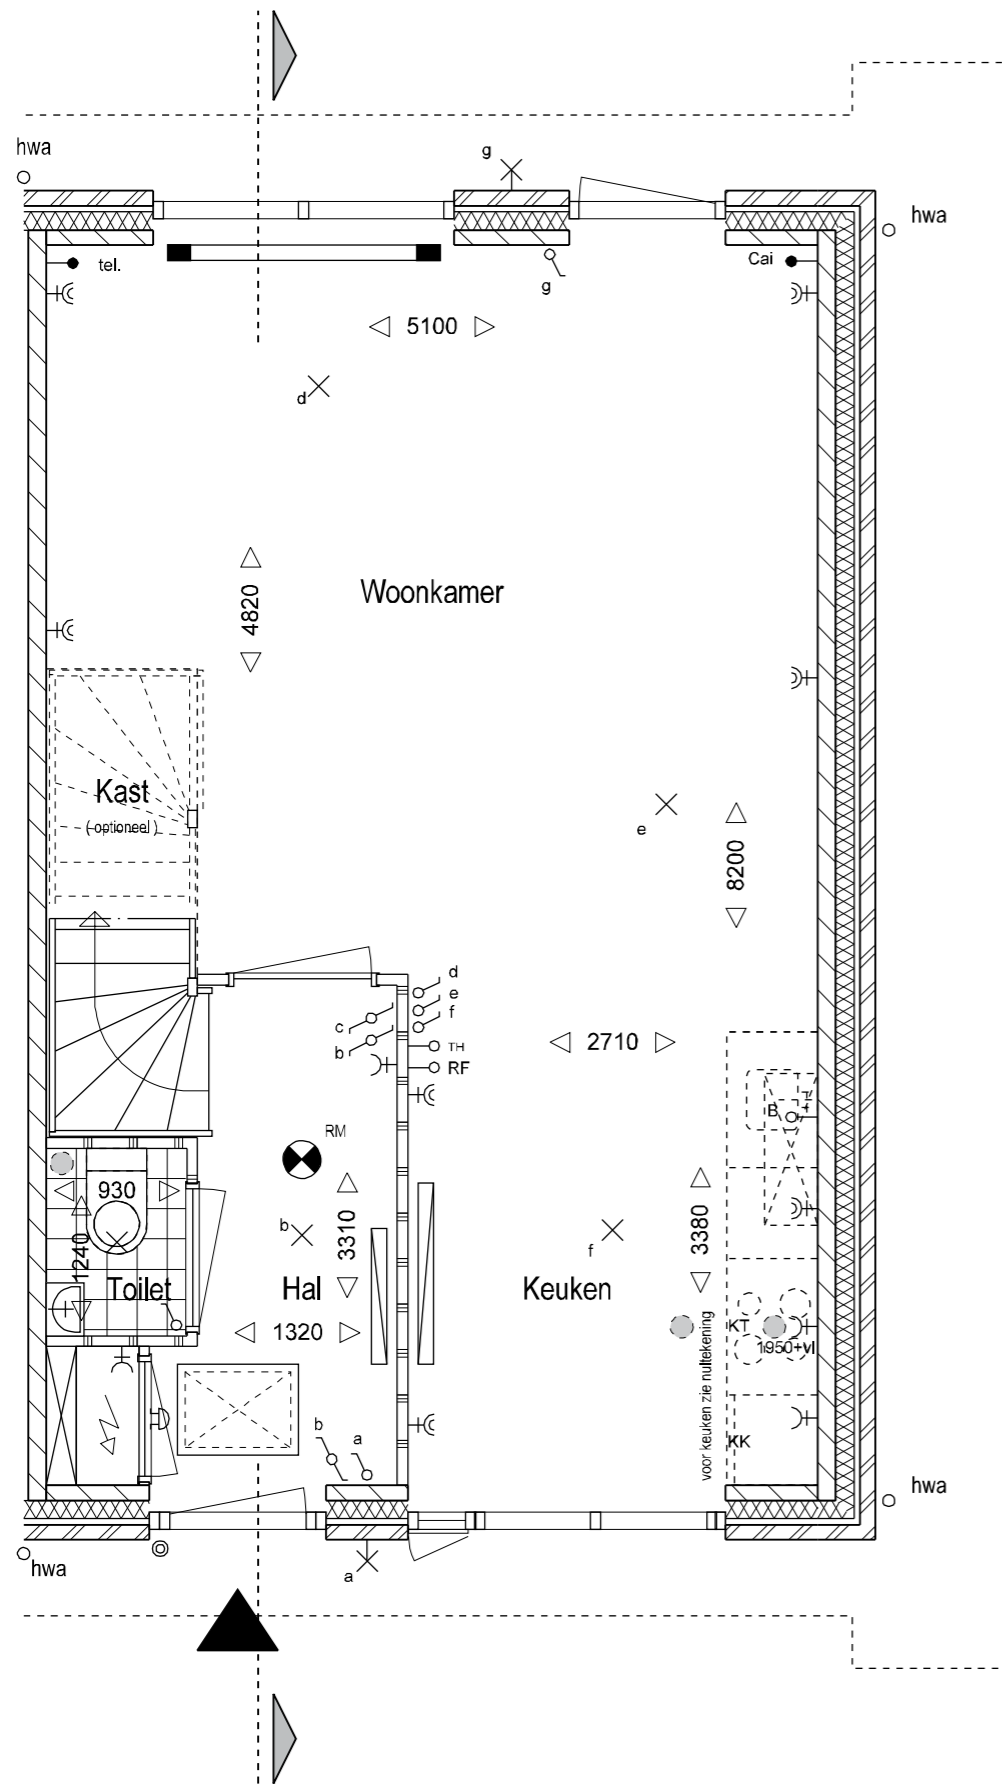 hwa
g
hwa
tel.
Cai
g
5100
d
4820
Woonkamer
Kast
( optioneel )
e
8200
d
e
f
c
b
TH
RF
2710
B
RM
930
1240
b
3310
f
3380
Toilet
Hal
Keuken
1320
KT
1950+vl
voor keuken zie nultekening
b
a
KK
hwa
hwa
a